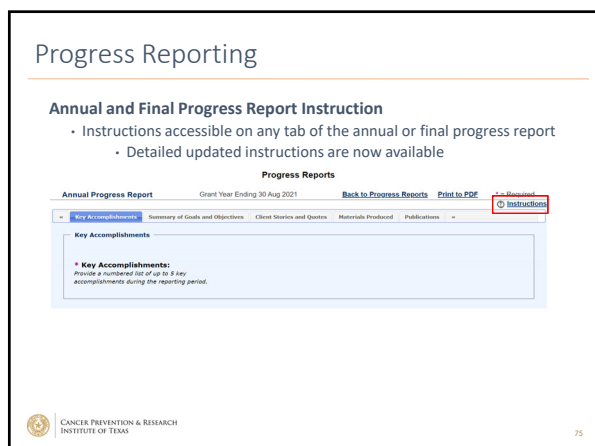 Progress Reporting
Annual and Final Progress Report Instruction
• Instructions accessible on any tab of the annual or final progress report
• Detailed updated instructions are now available
Progress Reports
Annual Progress Report Grant Year Ending 30 Aug 2021 Back to Progress Reports Print to PDF * = Required
? Instructions
« Key Accomplishments Summary of Goals and Objectives Client Stories and Quotes Materials Produced Publications »
Key Accomplishments
* Key Accomplishments:
Provide a numbered list of up to 5 key
accomplishments during the reporting period.
CANCER PREVENTION & RESEARCH
INSTITUTE OF TEXAS
75